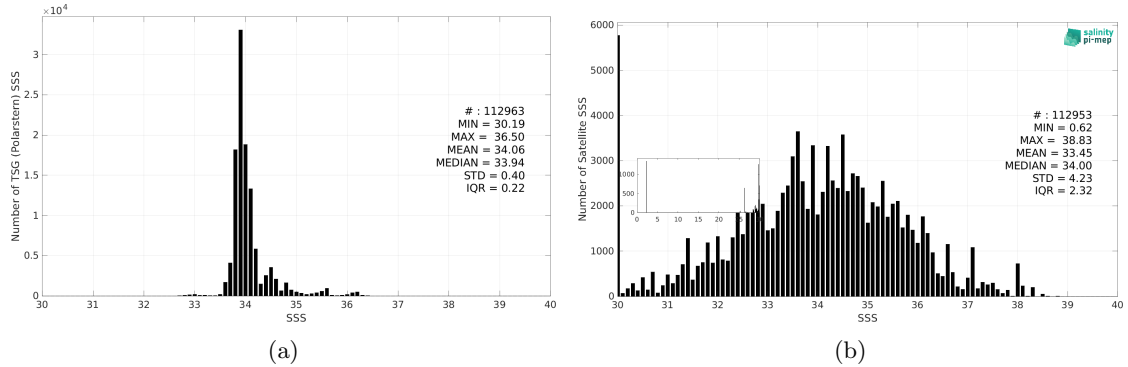 ×10⁴
3
2.5
2
1.5
1
0.5
0
Number of TSG (Polarstern) SSS
# : 112963
MIN = 30.19
MAX = 36.50
MEAN = 34.06
MEDIAN = 33.94
STD = 0.40
IQR = 0.22
30 31 32 33 34 35 36 37 38 39 40
SSS
(a)
6000
5000
4000
3000
2000
1000
0
Number of Satellite SSS
salinity
pi-mep
# : 112953
MIN = 0.62
MAX = 38.83
MEAN = 33.45
MEDIAN = 34.00
STD = 4.23
IQR = 2.32
1000
500
0
0 5 10 15 20 25
30 31 32 33 34 35 36 37 38 39 40
SSS
(b)